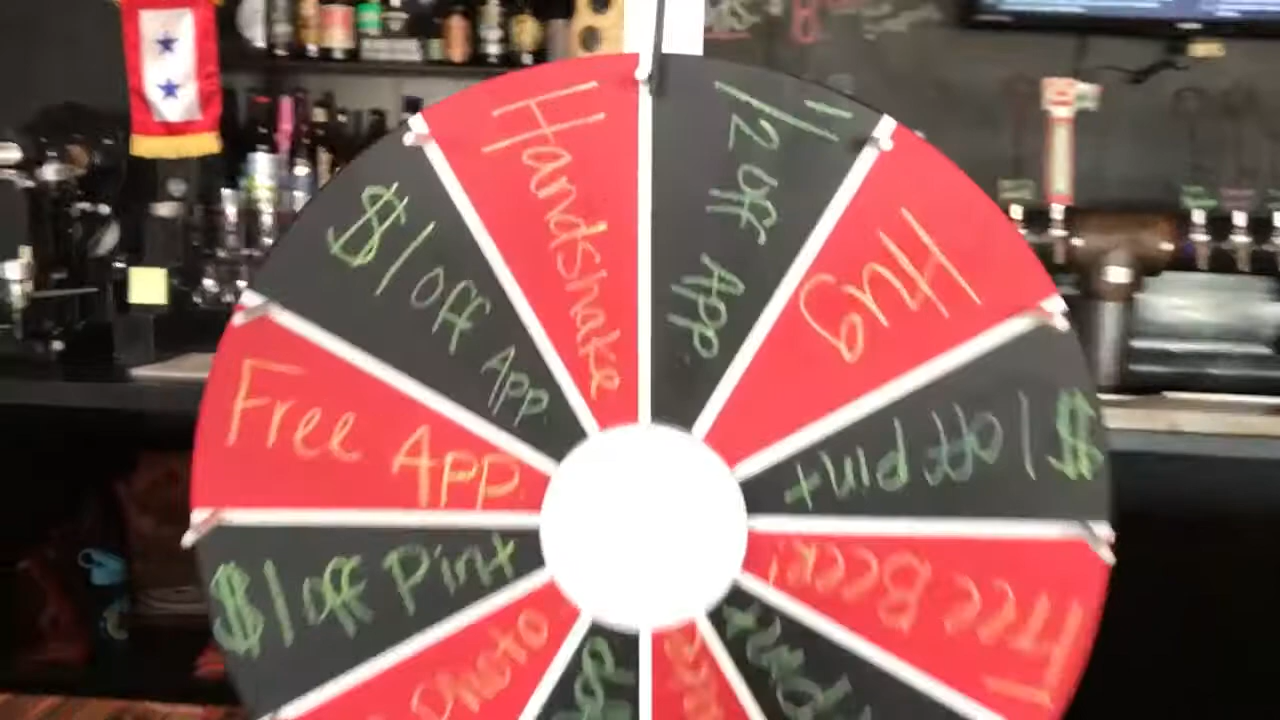 Handshake
1/2 off App.
Hug
$1 off Pint
Free Beer!
Photo
$1 off Pint
Free App.
$1 off App.